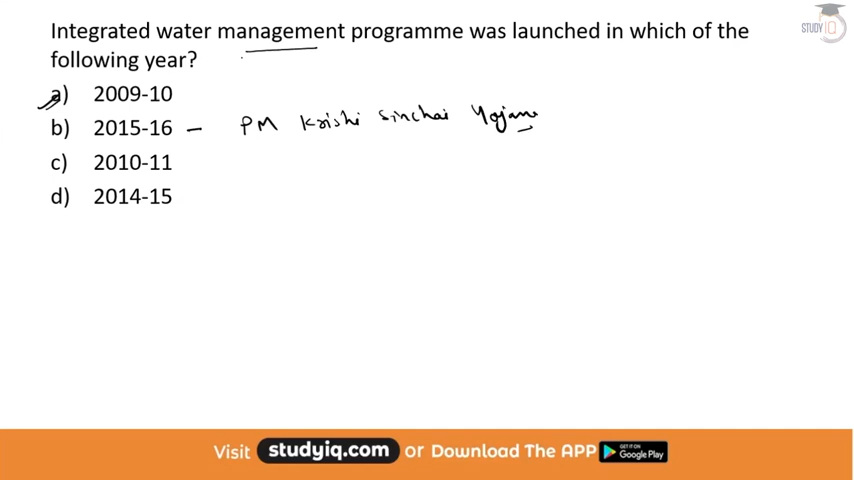 STUDY IQ
Integrated water management programme was launched in which of the
following year?
a) 2009-10
b) 2015-16 – PM Krishi Sinchai Yojana
c) 2010-11
d) 2014-15
Visit studyiq.com or Download The APP GET IT ON Google Play